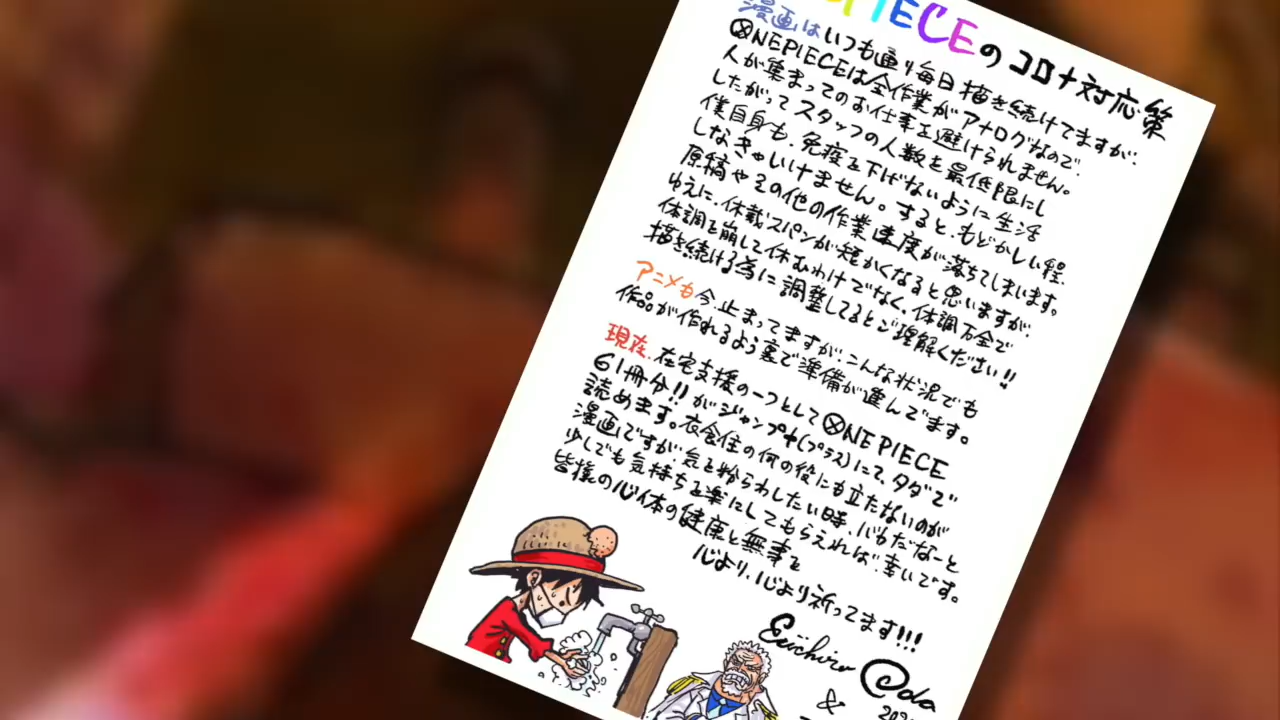 PIECEのコロナ対応策
漫画はいつも通り毎日描き続けてますが、
ONEPIECEは全作業がアナログなので、
人が集まってのお仕事を避けられません。
したがってスタッフの人数を最低限にし
僕自身も、免疫を下げないように生活
しなきゃいけません。すると、もどかしい程、
原稿やその他の作業速度が落ちてしまいます。
ゆえに、休載スパンが短かくなると思いますが、
体調を崩して休むわけでなく、体調万全で
描き続ける為に調整してるとご理解ください!!
アニメも今、止まってますが、こんな状況でも
作品が作れるよう裏で準備が進んでます。
現在、在宅支援の一つとしてONE PIECE
61冊分!!がジャンプ+(プラス)にて、タダで
読めます。衣食住の何の役にも立たないのが
漫画ですが、気を紛らわしたい時、バカだなーと
少しでも気持ちを楽にしてもらえれば、幸いです。
皆様の心体の健康と無事を
心より、心より祈ってます!!!
Eiichiro Oda
&